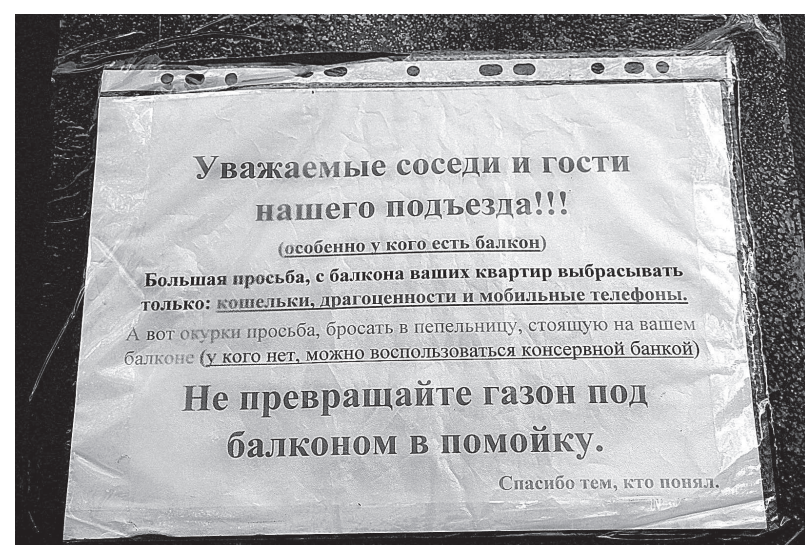 Уважаемые соседи и гости
нашего подъезда!!!
(особенно у кого есть балкон)
Большая просьба, с балкона ваших квартир выбрасывать
только: кошельки, драгоценности и мобильные телефоны.
А вот окурки просьба, бросать в пепельницу, стоящую на вашем
балконе (у кого нет, можно воспользоваться консервной банкой)
Не превращайте газон под
балконом в помойку.
Спасибо тем, кто понял.